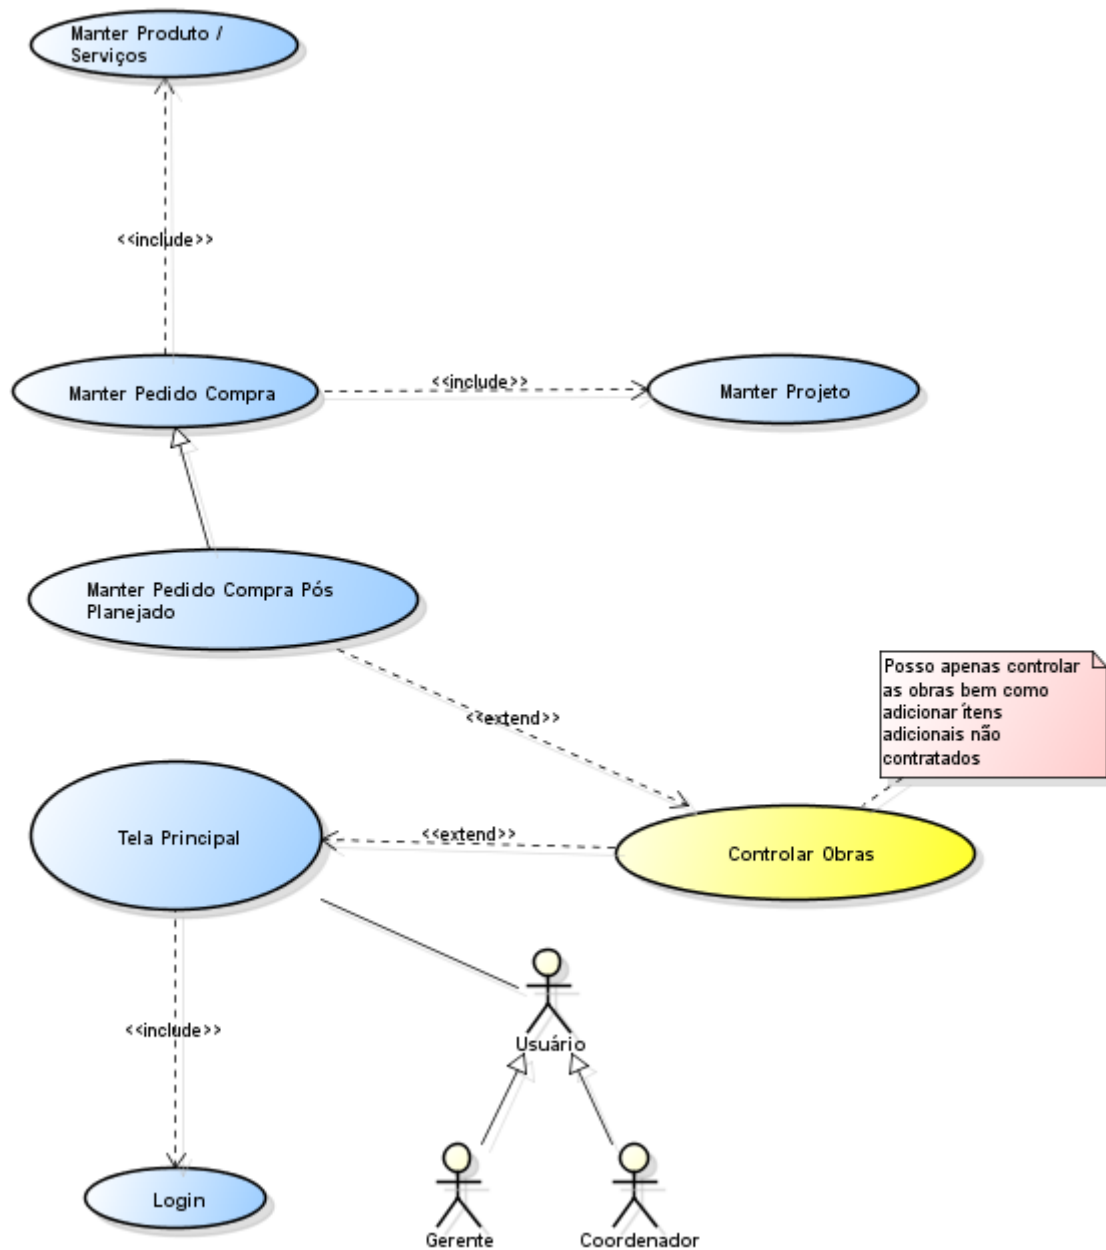 Manter Produto /
Serviços
<<include>>
Manter Pedido Compra
<<include>>
Manter Projeto
Manter Pedido Compra Pós
Planejado
<<extend>>
Posso apenas controlar
as obras bem como
adicionar ítens
adicionais não
contratados
Tela Principal
<<extend>>
Controlar Obras
<<include>>
Usuário
Login
Gerente
Coordenador